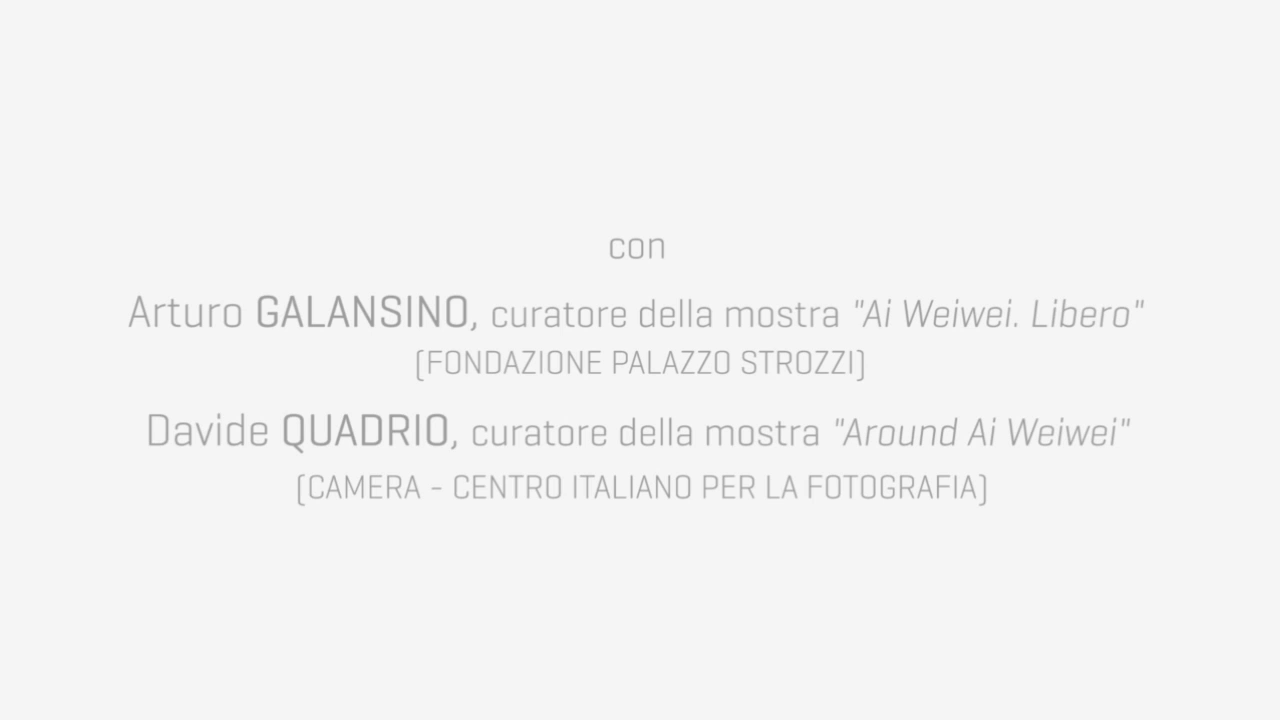 con
Arturo GALANSINO, curatore della mostra "Ai Weiwei. Libero"
(FONDAZIONE PALAZZO STROZZI)
Davide QUADRIO, curatore della mostra "Around Ai Weiwei"
(CAMERA - CENTRO ITALIANO PER LA FOTOGRAFIA)